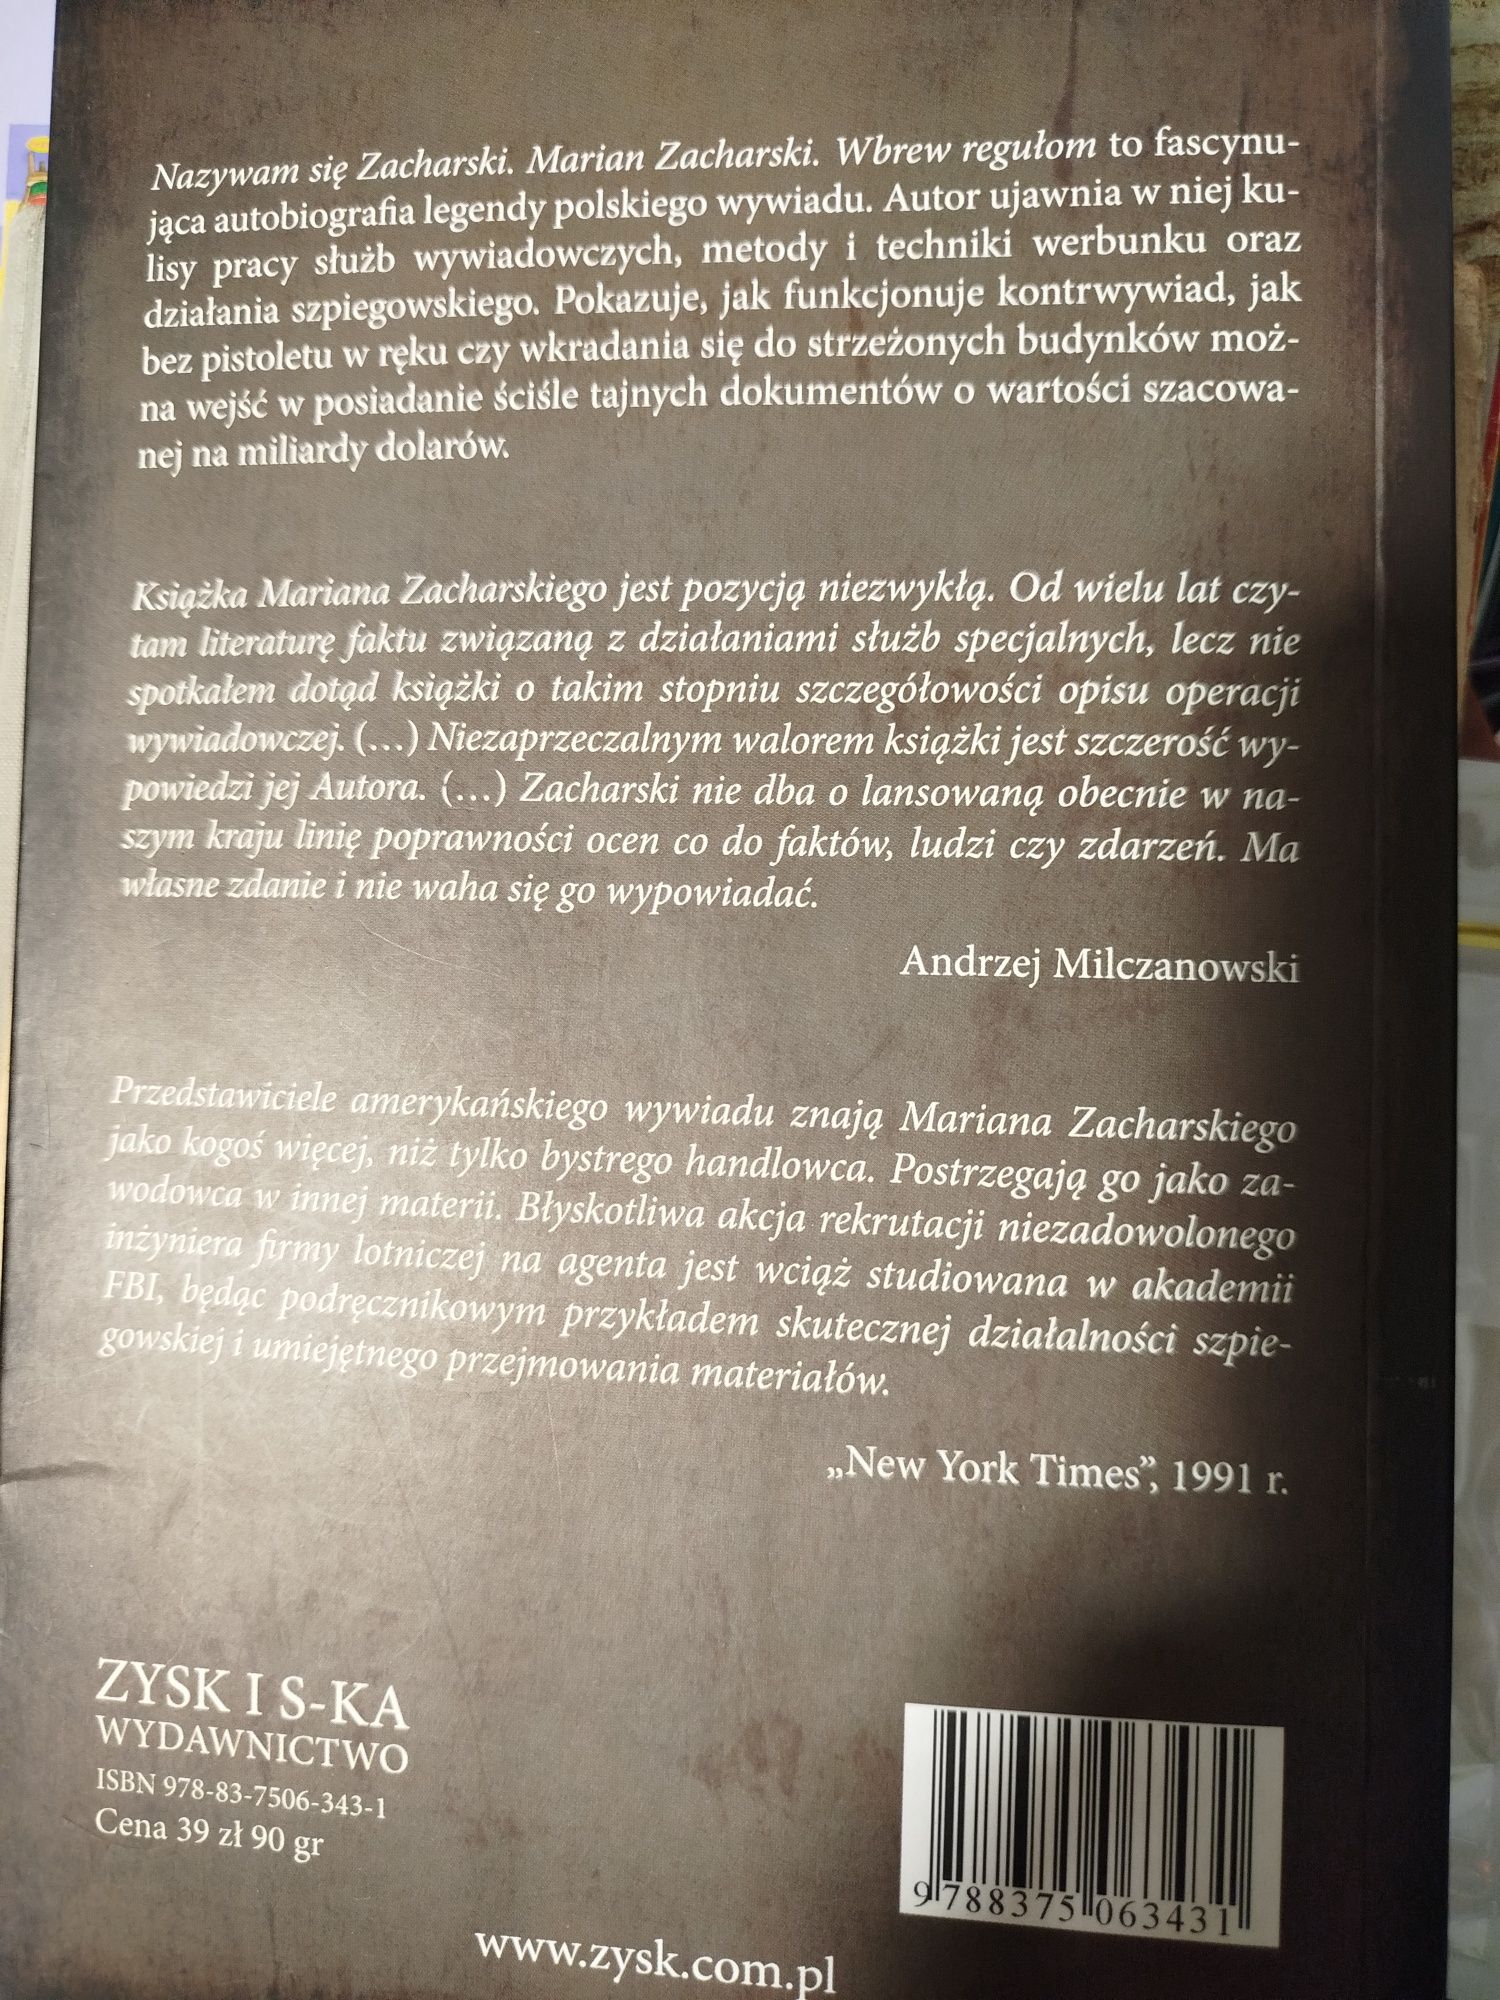 Nazywam się Zacharski. Marian Zacharski. Wbrew regułom to fascynu-
jąca autobiografia legendy polskiego wywiadu. Autor ujawnia w niej ku-
lisy pracy służb wywiadowczych, metody i techniki werbunku oraz
działania szpiegowskiego. Pokazuje, jak funkcjonuje kontrwywiad, jak
bez pistoletu w ręku czy wkradania się do strzeżonych budynków moż-
na wejść w posiadanie ściśle tajnych dokumentów o wartości szacowa-
nej na miliardy dolarów.
Książka Mariana Zacharskiego jest pozycją niezwykłą. Od wielu lat czy-
tam literaturę faktu związaną z działaniami służb specjalnych, lecz nie
spotkałem dotąd książki o takim stopniu szczegółowości opisu operacji
wywiadowczej. (…) Niezaprzeczalnym walorem książki jest szczerość wy-
powiedzi jej Autora. (…) Zacharski nie dba o lansowaną obecnie w na-
szym kraju linię poprawności ocen co do faktów, ludzi czy zdarzeń. Ma
własne zdanie i nie waha się go wypowiadać.
Andrzej Milczanowski
Przedstawiciele amerykańskiego wywiadu znają Mariana Zacharskiego
jako kogoś więcej, niż tylko bystrego handlowca. Postrzegają go jako za-
wodowca w innej materii. Błyskotliwa akcja rekrutacji niezadowolonego
inżyniera firmy lotniczej na agenta jest wciąż studiowana w akademii
FBI, będąc podręcznikowym przykładem skutecznej działalności szpie-
gowskiej i umiejętnego przejmowania materiałów.
„New York Times”, 1991 r.
ZYSK I S-KA
WYDAWNICTWO
ISBN 978-83-7506-343-1
Cena 39 zł 90 gr
9 788375 063431
www.zysk.com.pl